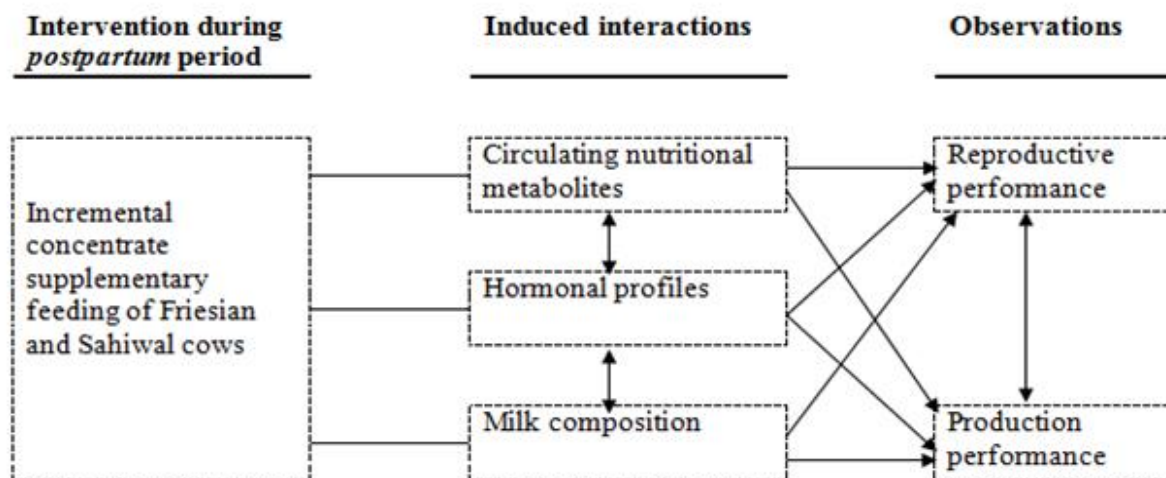 Intervention during
postpartum period
Induced interactions
Observations
Incremental
concentrate
supplementary
feeding of Friesian
and Sahiwal cows
Circulating nutritional
metabolites
Hormonal profiles
Milk composition
Reproductive
performance
Production
performance